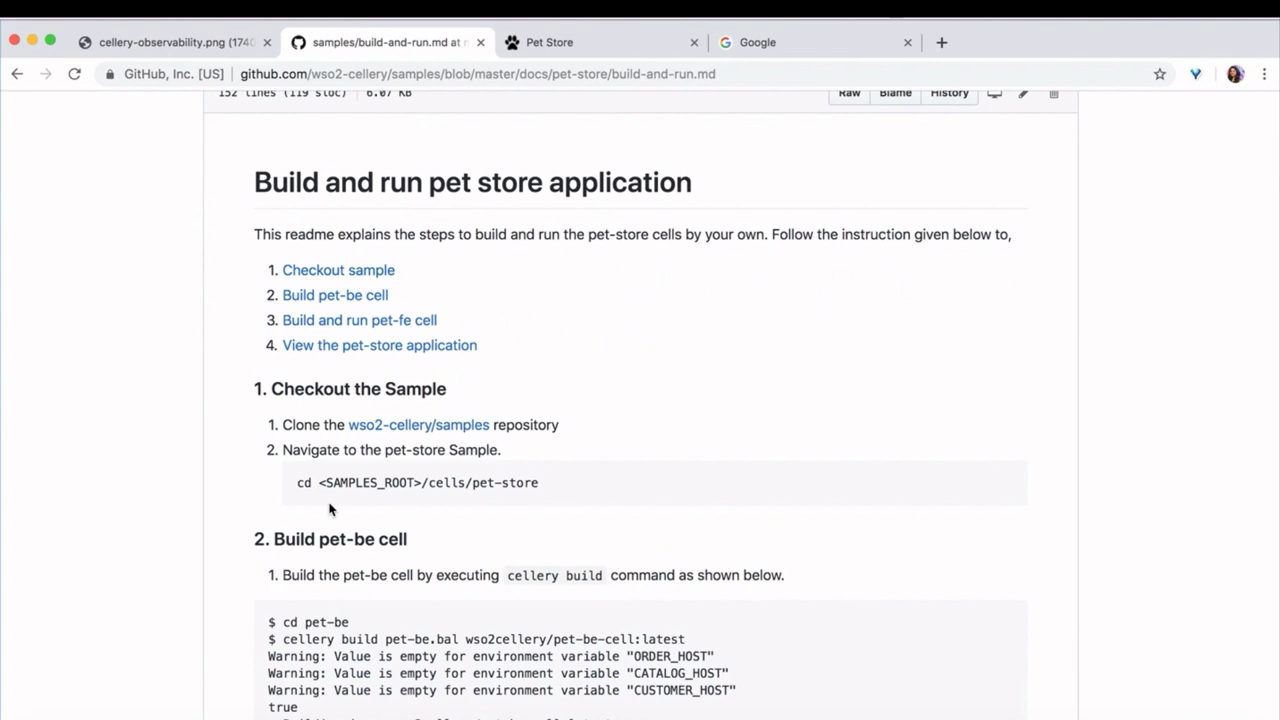 cellery-observability.png (1740
samples/build-and-run.md at m
Pet Store
Google
GitHub, Inc. [US]
github.com/wso2-cellery/samples/blob/master/docs/pet-store/build-and-run.md
152 lines (119 sloc) 6.07 KB
Raw Blame History
Build and run pet store application
This readme explains the steps to build and run the pet-store cells by your own. Follow the instruction given below to,
1. Checkout sample
2. Build pet-be cell
3. Build and run pet-fe cell
4. View the pet-store application
1. Checkout the Sample
1. Clone the wso2-cellery/samples repository
2. Navigate to the pet-store Sample.
cd <SAMPLES_ROOT>/cells/pet-store
2. Build pet-be cell
1. Build the pet-be cell by executing cellery build command as shown below.
$ cd pet-be
$ cellery build pet-be.bal wso2cellery/pet-be-cell:latest
Warning: Value is empty for environment variable "ORDER_HOST"
Warning: Value is empty for environment variable "CATALOG_HOST"
Warning: Value is empty for environment variable "CUSTOMER_HOST"
true